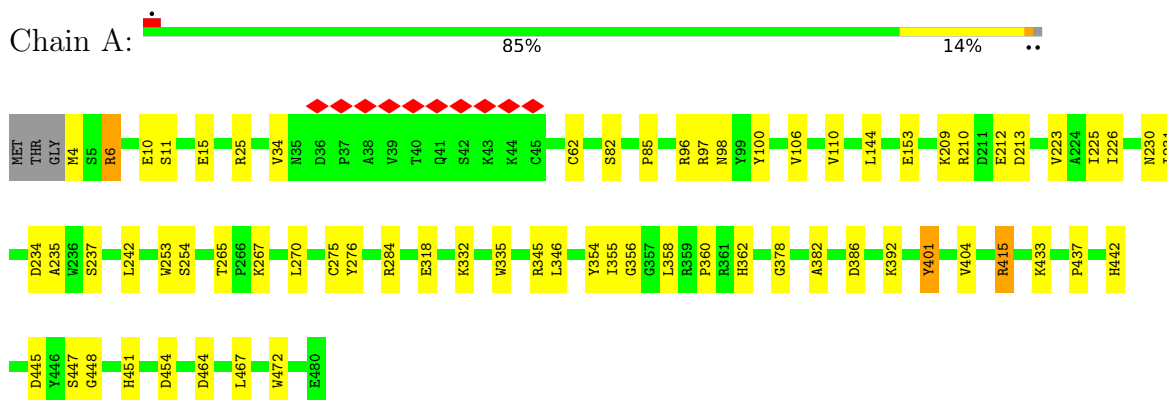 Chain A:
85% 14% ••
MET THR GLY M4 S5 R6 E10 S11 E15 R25 V34 N35 D36 P37 A38 V39 T40 Q41 S42 K43 K44 C45 C62 S82 P85 R96 R97 N98 Y99 Y100 V106 V110 L144 E153 K209 R210 D211 E212 D213 V223 A224 I225 I226 N230
D234 A235 W236 S237 L242 W253 S254 T265 P266 K267 L270 C275 Y276 R284 E318 K332 W335 R345 L346 Y354 I355 G356 G357 L358 R359 P360 R361 H362 G378 A382 D386 K392 Y401 V404 R415 K433 P437 H442
D445 Y446 S447 G448 H451 D454 D464 L467 W472 E480